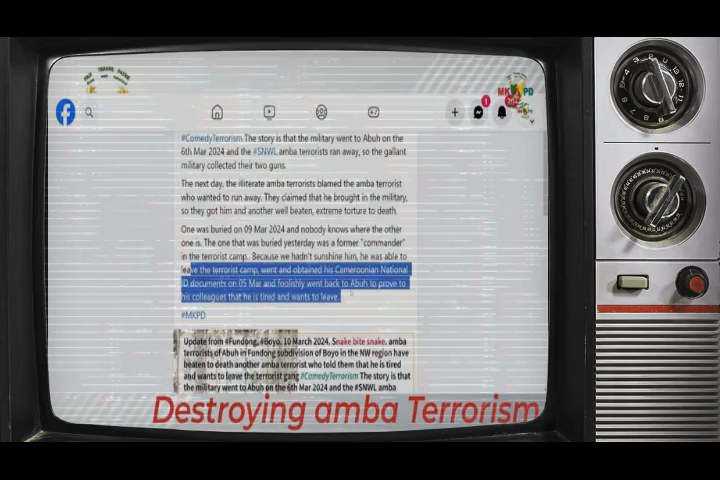 MK PD
#ComedyTerrorism The story is that the military went to Abuh on the
6th Mar 2024 and the #SNWL amba terrorists ran away, so the gallant
military collected their two guns.
The next day, the illiterate amba terrorists blamed the amba terrorist
who wanted to run away. They claimed that he brought in the military,
so they got him and another well beaten, extreme torture to death.
One was buried on 09 Mar 2024 and nobody knows where the other
one is. The one that was buried yesterday was a former "commander"
in the terrorist camp. Because we hadn't sunshine him, he was able to
leave the terrorist camp, went and obtained his Cameroonian National
ID documents on 05 Mar and foolishly went back to Abuh to prove to
his colleagues that he is tired and wants to leave.
#MKPD
Update from #Fundong, #Boyo. 10 March 2024. Snake bite snake. amba
terrorists of Abuh in Fundong subdivision of Boyo in the NW region have
beaten to death another amba terrorist who told them that he is tired
and wants to leave the terrorist gang #ComedyTerrorism The story is that
the military went to Abuh on the 6th Mar 2024 and the #SNWL amba
Destroying amba Terrorism